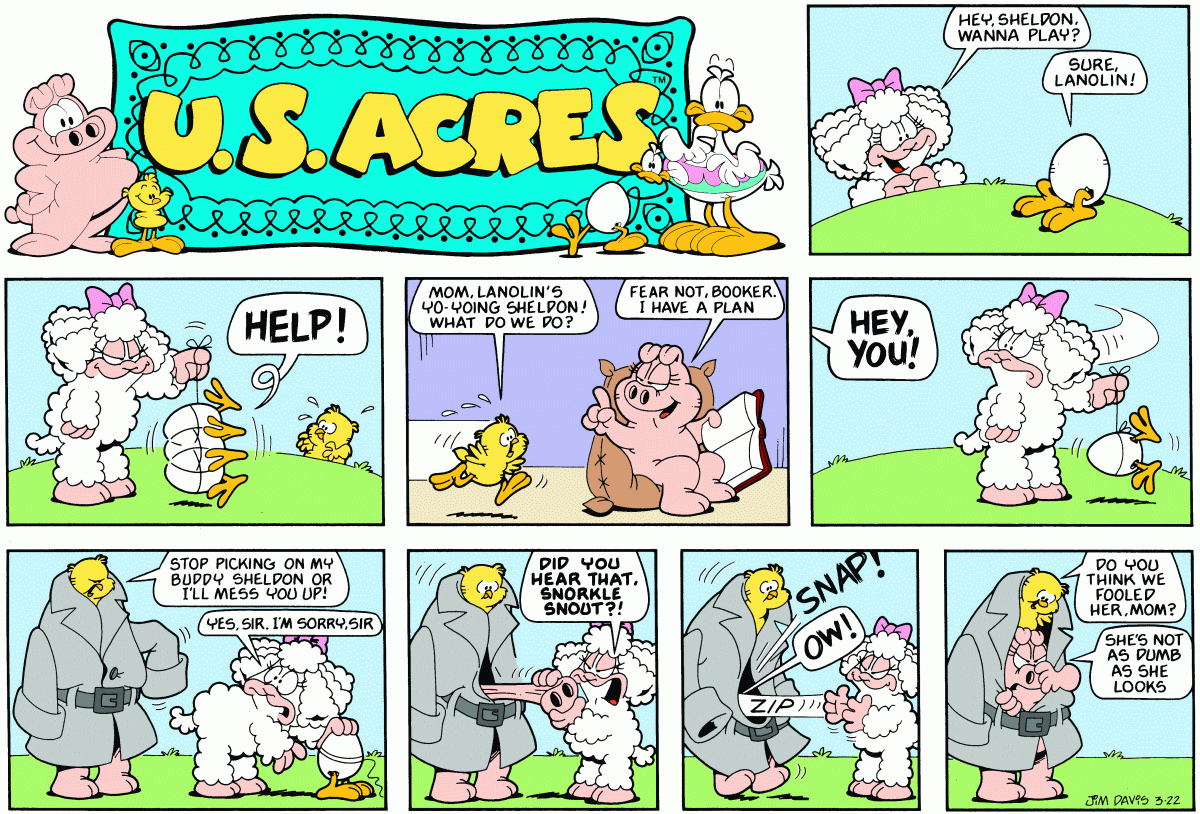 U.S. ACRES
TM
HEY, SHELDON,
WANNA PLAY?
SURE,
LANOLIN!
HELP!
MOM, LANOLIN'S
YO-YOING SHELDON!
WHAT DO WE DO?
FEAR NOT, BOOKER.
I HAVE A PLAN
HEY,
YOU!
STOP PICKING ON MY
BUDDY SHELDON OR
I'LL MESS YOU UP!
YES, SIR. I'M SORRY, SIR
DID YOU
HEAR THAT,
SNORKLE
SNOUT?!
SNAP!
OW!
ZIP
DO YOU
THINK WE
FOOLED
HER, MOM?
SHE'S NOT
AS DUMB
AS SHE
LOOKS
JIM DAVIS 3-22